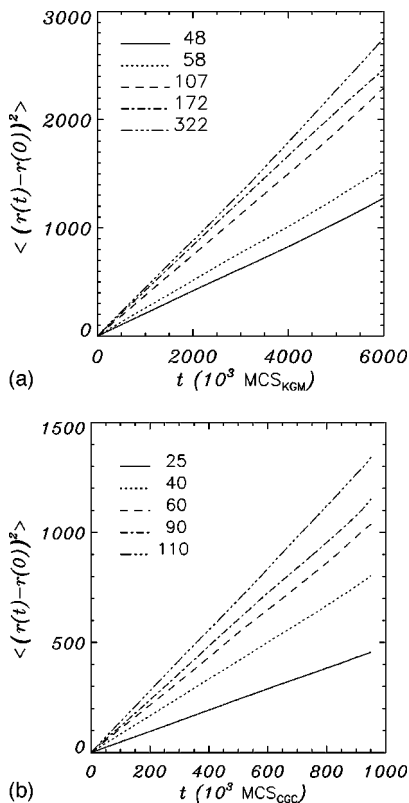 < (r(t)-r(0))² >
3000
2000
1000
0
48
58
107
172
322
0 2000 4000 6000
(a)
t (10³ MCS_KGM)
< (r(t)-r(0))² >
1500
1000
500
0
25
40
60
90
110
0 200 400 600 800 1000
(b)
t (10³ MCS_CGC)